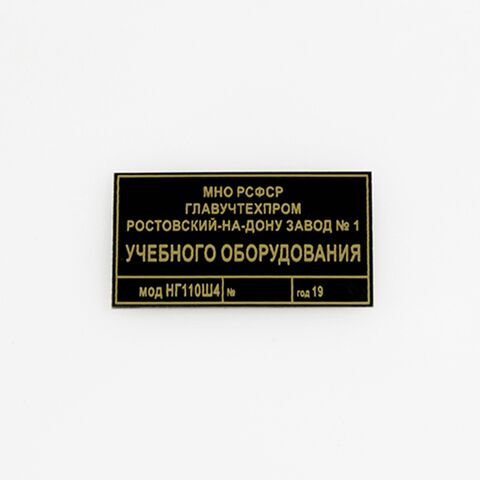 МНО РСФСР
ГЛАВУЧТЕХПРОМ
РОСТОВСКИЙ-НА-ДОНУ ЗАВОД № 1
УЧЕБНОГО ОБОРУДОВАНИЯ
мод НГ110Ш4 № год 19